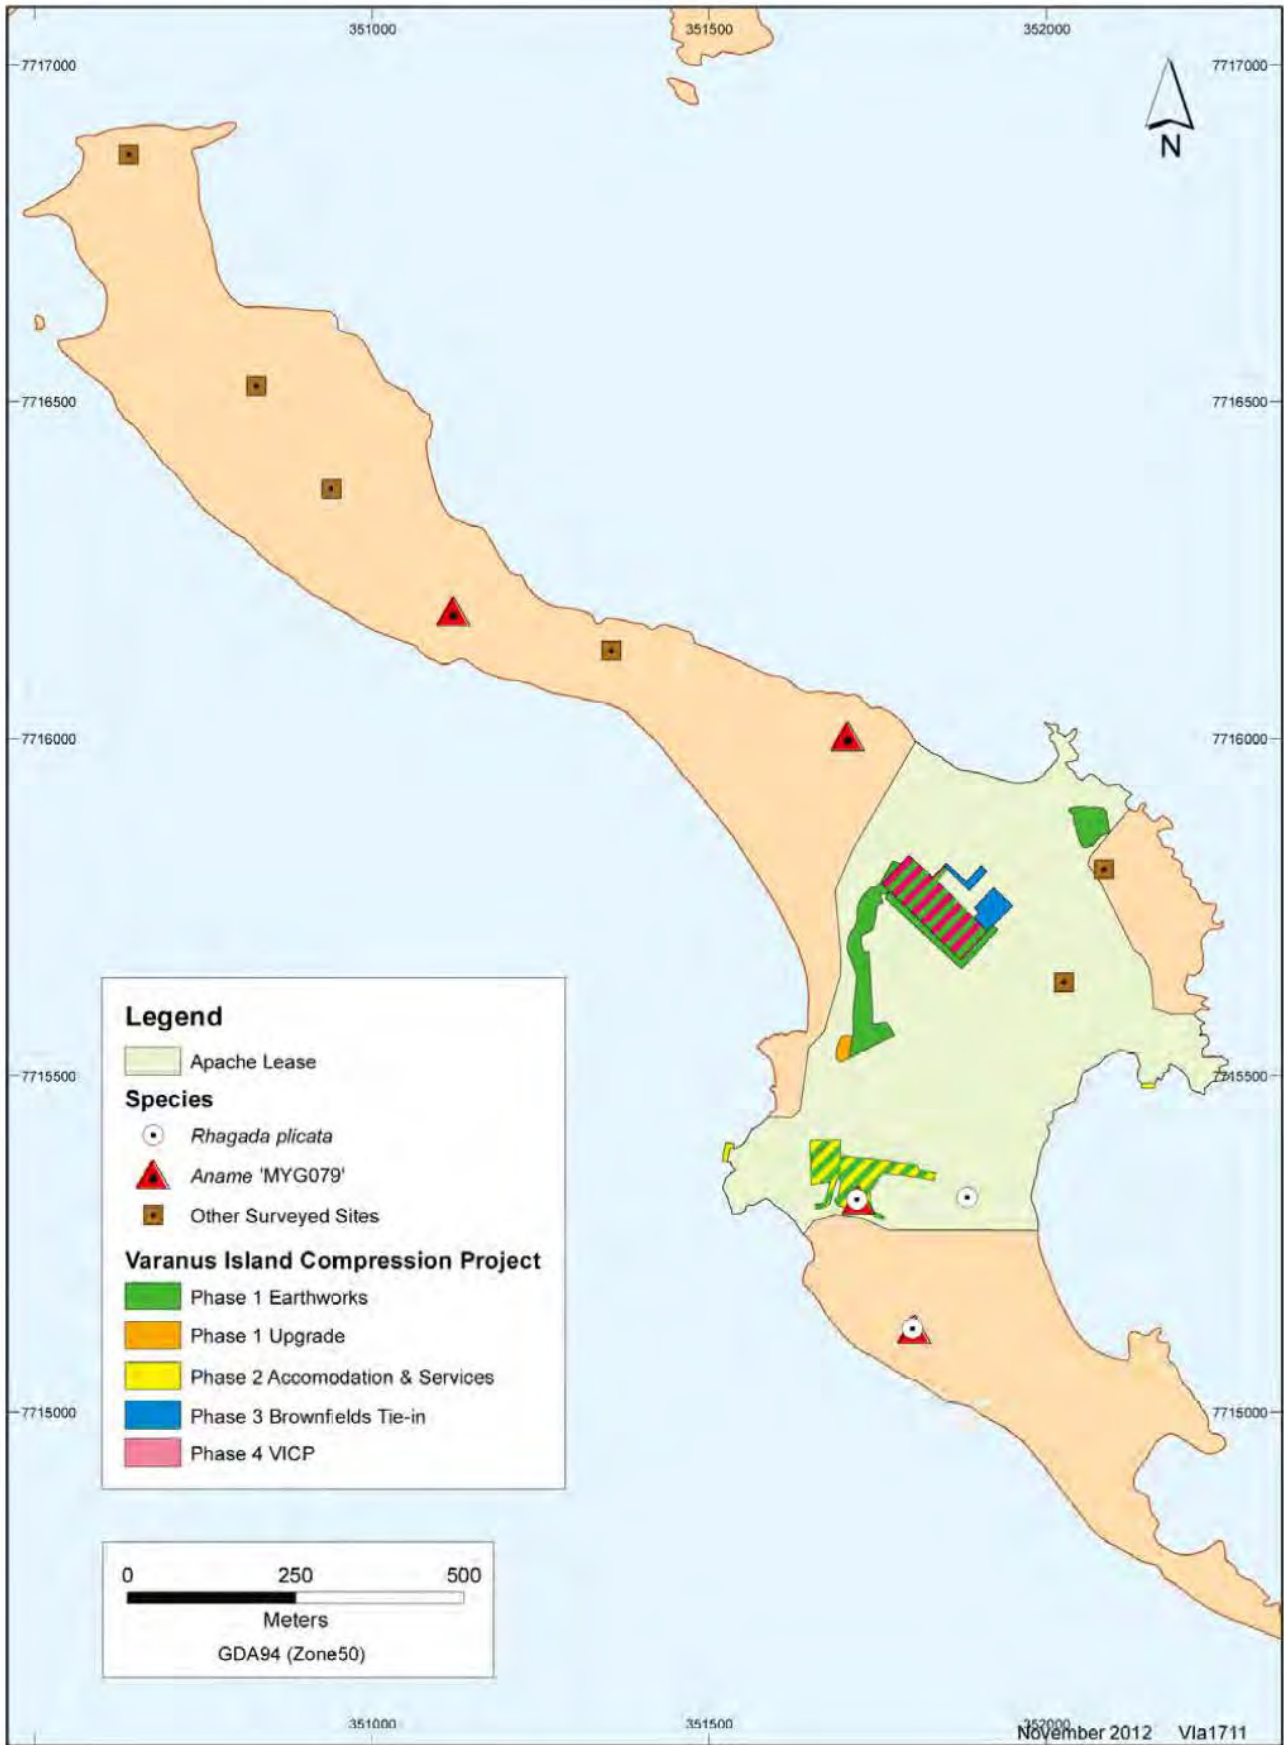 351000 351500 352000
7717000 7717000
N
7716500 7716500
7716000 7716000
Legend
Apache Lease
Species
Rhagada plicata
Aname 'MYG079'
Other Surveyed Sites
Varanus Island Compression Project
Phase 1 Earthworks
Phase 1 Upgrade
Phase 2 Accomodation & Services
Phase 3 Brownfields Tie-in
Phase 4 VICP
7715500 7715500
7715000 7715000
0 250 500
Meters
GDA94 (Zone50)
351000 351500 352000
November 2012 VIa1711